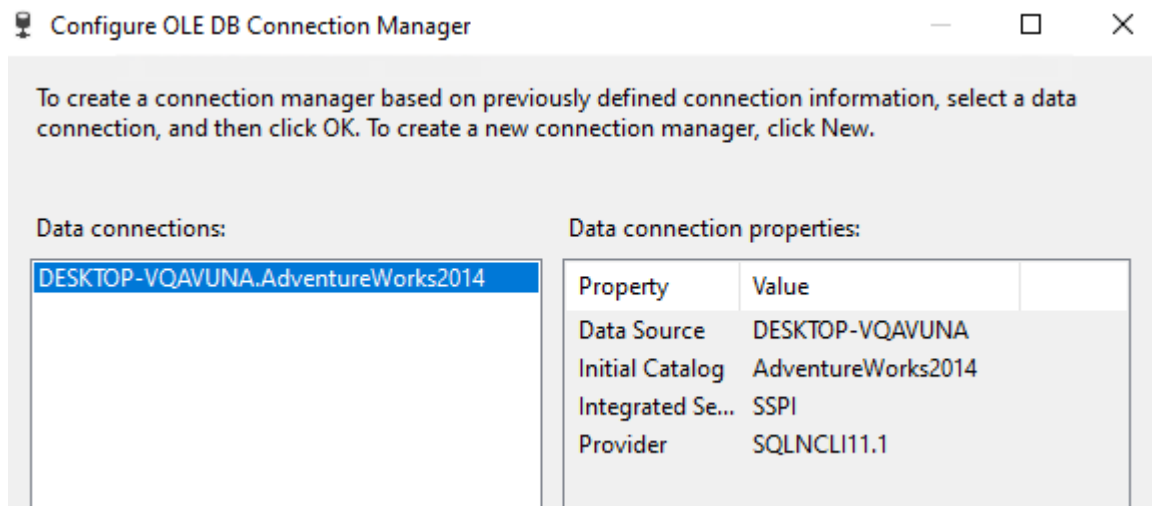 Configure OLE DB Connection Manager
To create a connection manager based on previously defined connection information, select a data
connection, and then click OK. To create a new connection manager, click New.
Data connections:
DESKTOP-VQAVUNA.AdventureWorks2014
Data connection properties:
Property Value
Data Source DESKTOP-VQAVUNA
Initial Catalog AdventureWorks2014
Integrated Se... SSPI
Provider SQLNCLI11.1